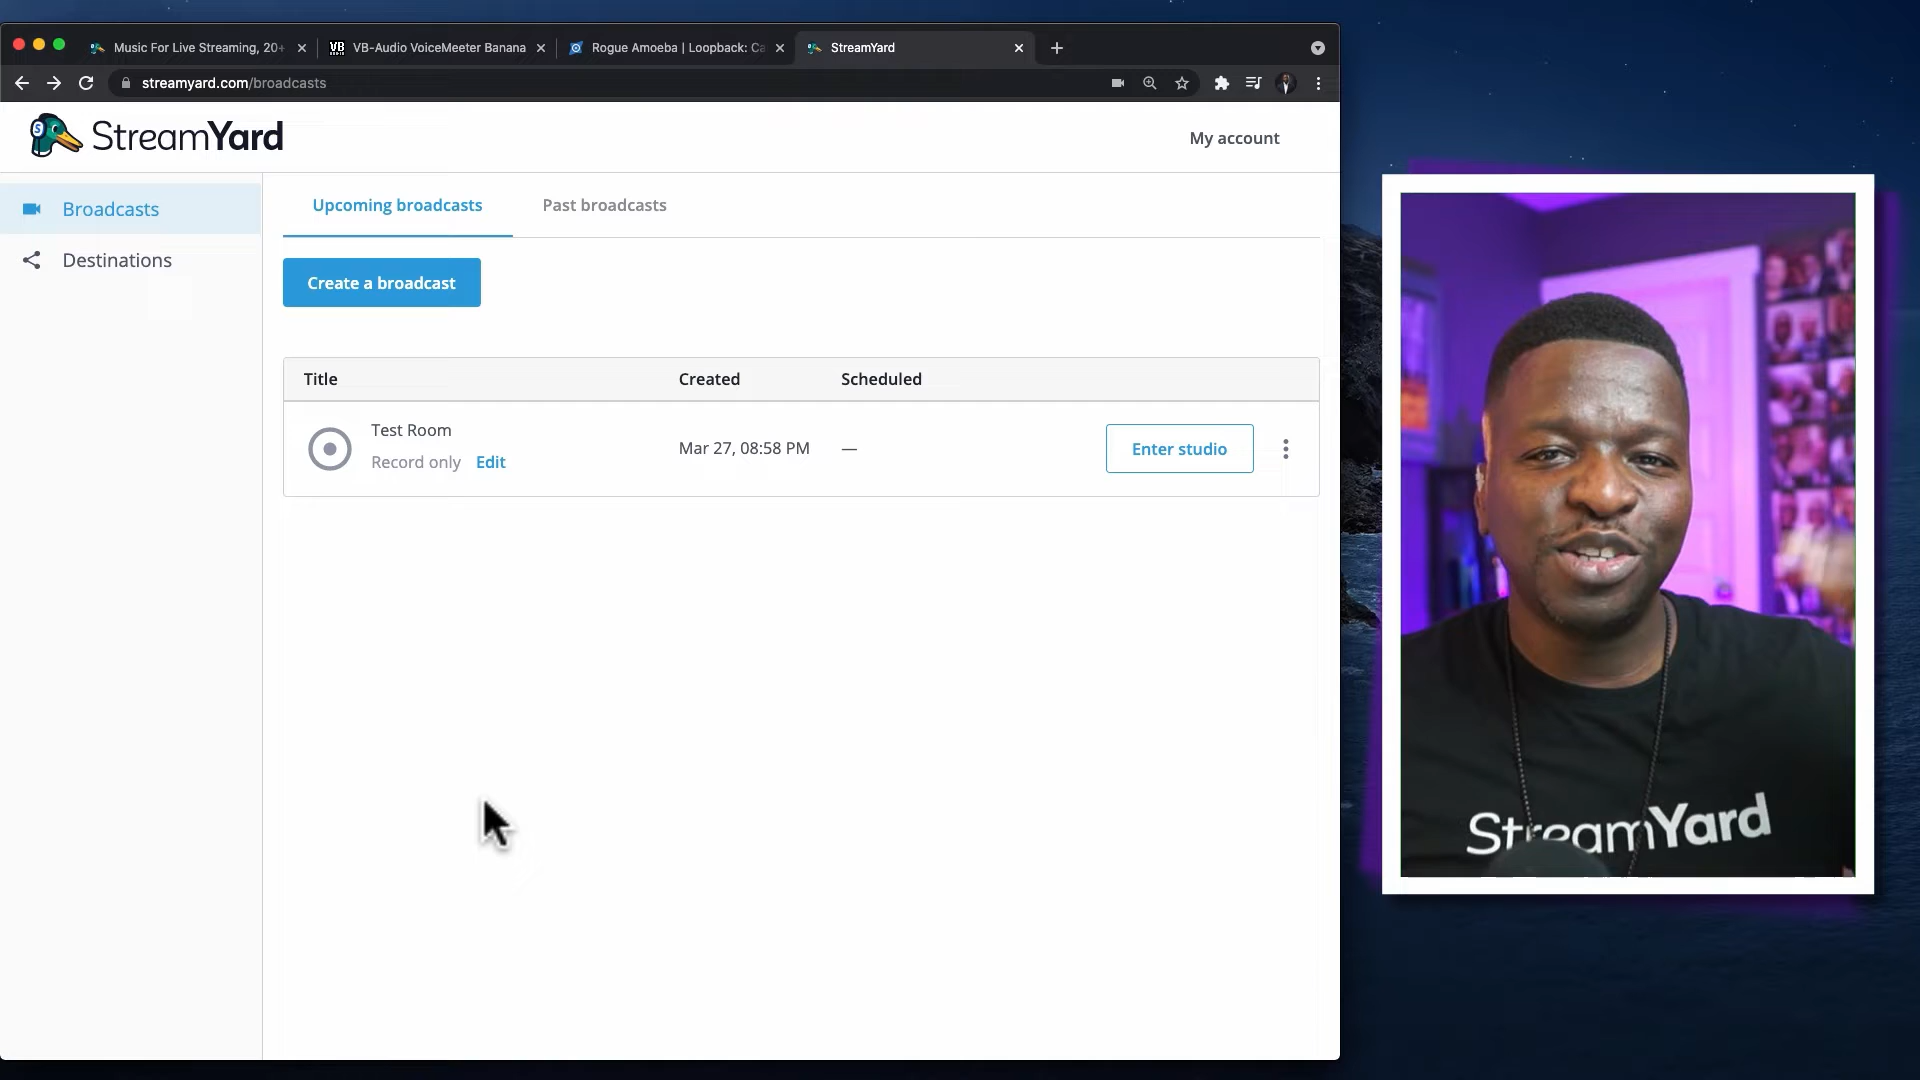 Music For Live Streaming, 20+
VB-Audio VoiceMeeter Banana
Rogue Amoeba | Loopback: Ca
StreamYard
streamyard.com/broadcasts
StreamYard
My account
Broadcasts
Destinations
Upcoming broadcasts
Past broadcasts
Create a broadcast
Title
Created
Scheduled
Test Room
Record only
Edit
Mar 27, 08:58 PM
—
Enter studio
StreamYard